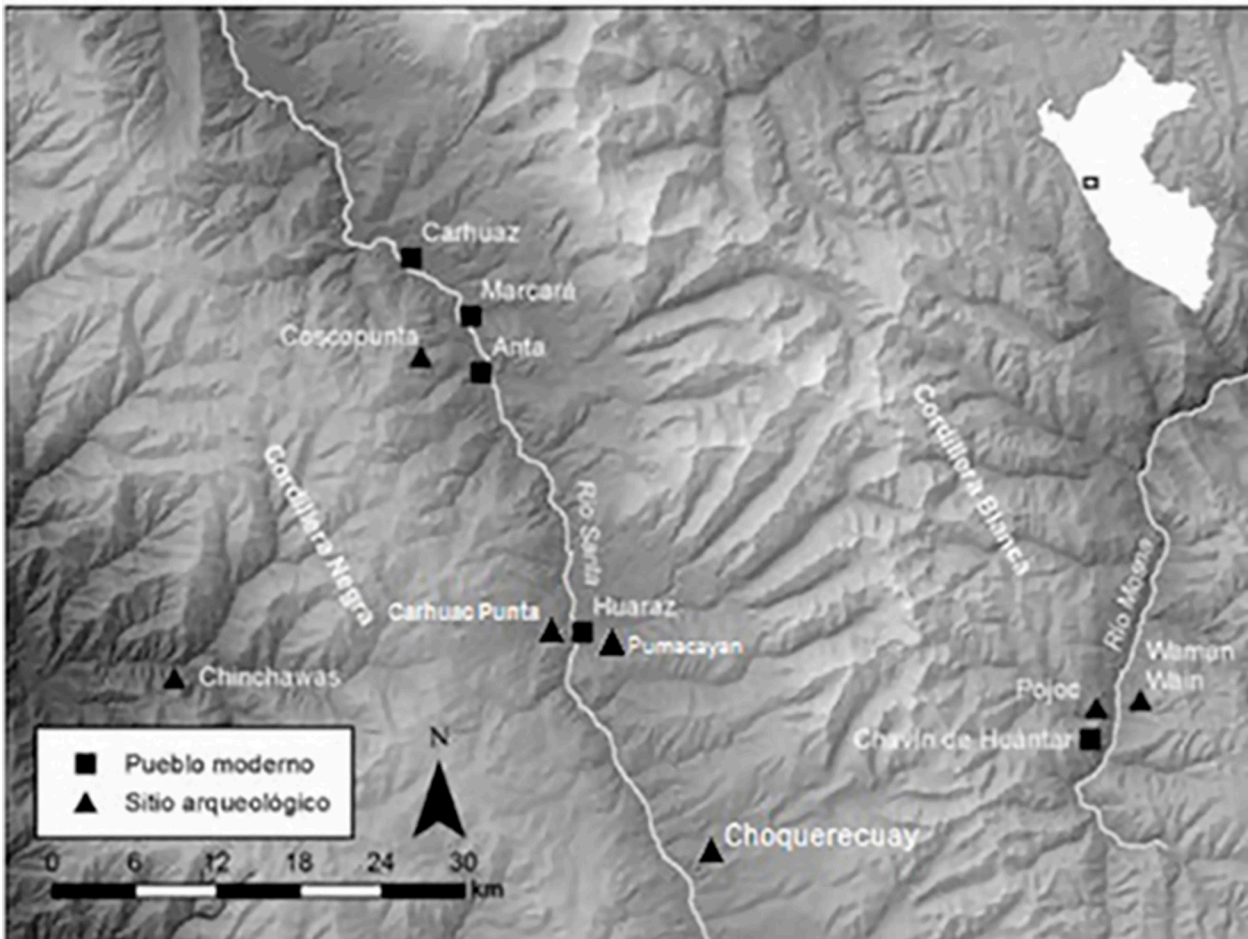 Carhuaz
Marcará
Coscopunta
Anta
Cordillera Negra
Cordillera Blanca
Río Santa
Río Mosna
Carhuac Punta
Huaraz
Pumacayan
Chinchawas
Waman
Wain
Pojoc
Chavín de Huántar
Choquerecuay
Pueblo moderno
Sitio arqueológico
N
0 6 12 18 24 30
km